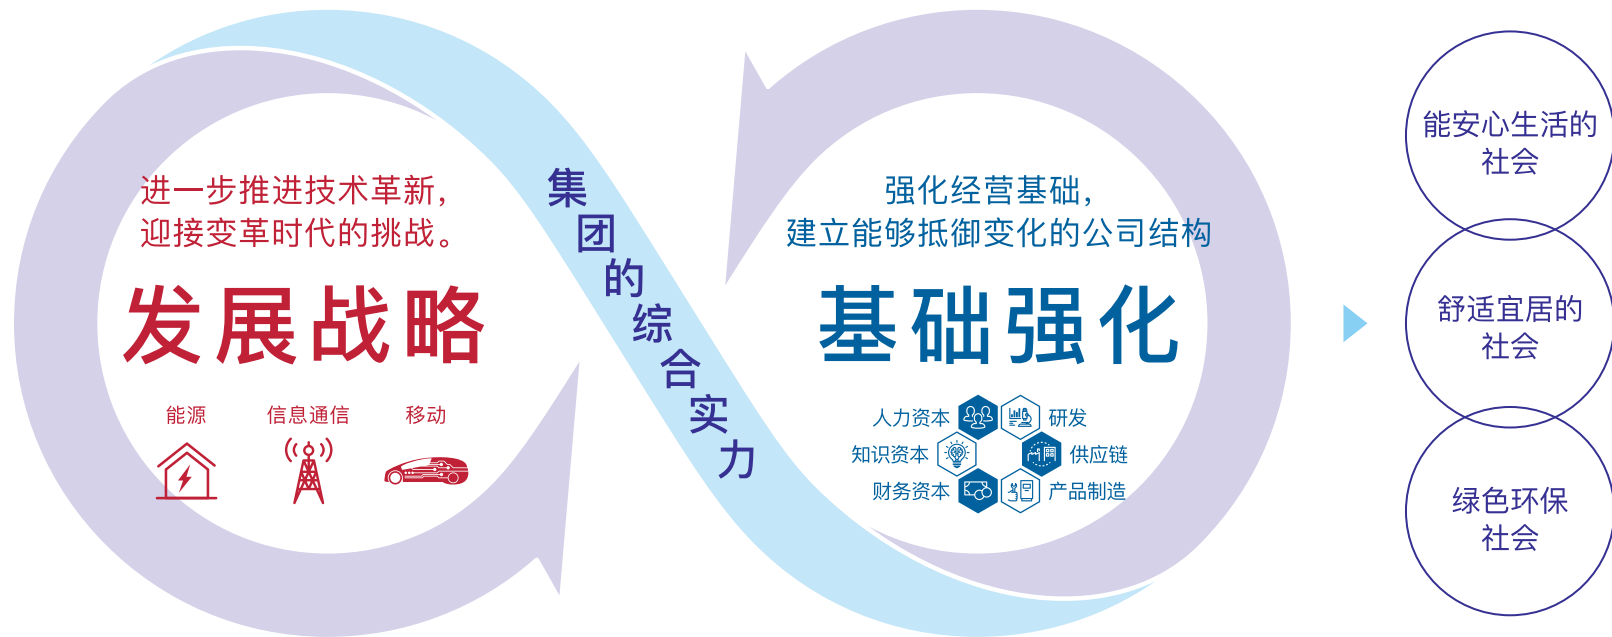 进一步推进技术革新，
迎接变革时代的挑战。
发展战略
能源
信息通信
移动
集团的综合实力
强化经营基础，
建立能够抵御变化的公司结构
基础强化
人力资本
研发
知识资本
供应链
财务资本
产品制造
能安心生活的
社会
舒适宜居的
社会
绿色环保
社会